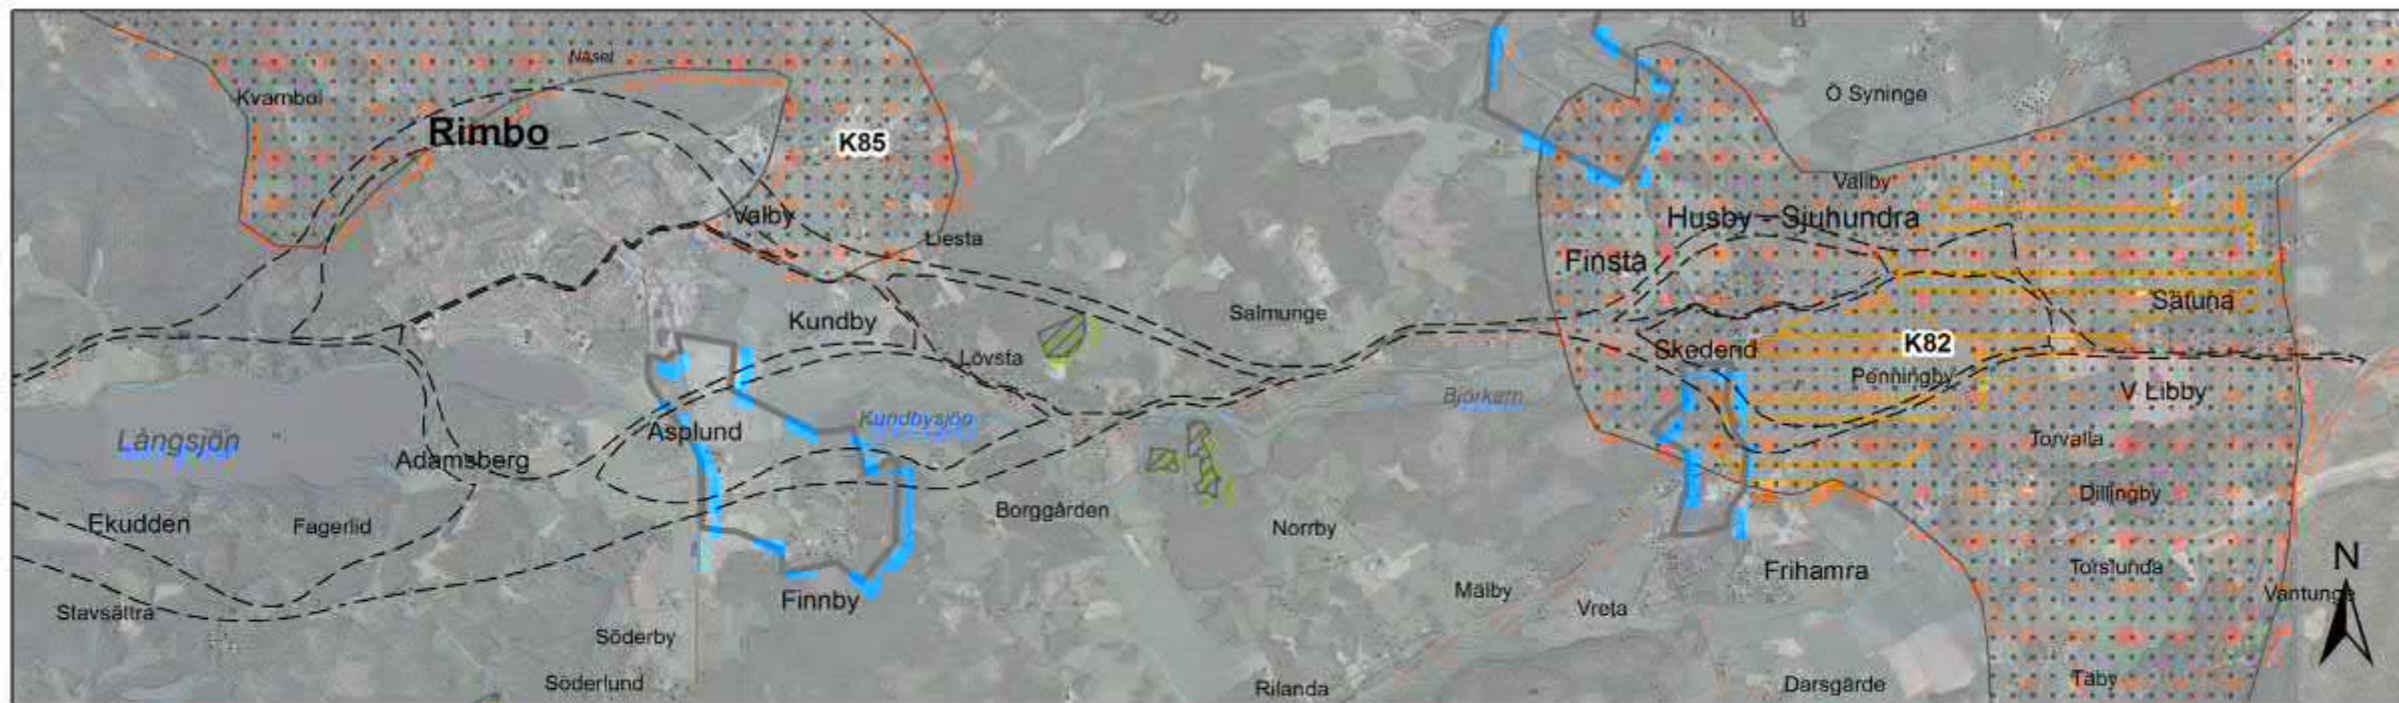 Näset
Kvarnbol
Ö Syninge
Rimbo
K85
Vallby
Valby
Husby - Sjuhundra
Liesta
Finsta
Sätuna
Salmunge
Kundby
K82
Skedend
Lövsta
Penningby
V Libby
Björkarn
Kundbysjön
Asplund
Långsjön
Torvalla
Adamsberg
Dillingby
Borggården
Ekudden
Fagerlid
Norrby
N
Torslunda
Frihamra
Mälby
Vantunge
Finnby
Vreta
Stavsättra
Söderby
Täby
Söderlund
Darsgärde
Rilanda